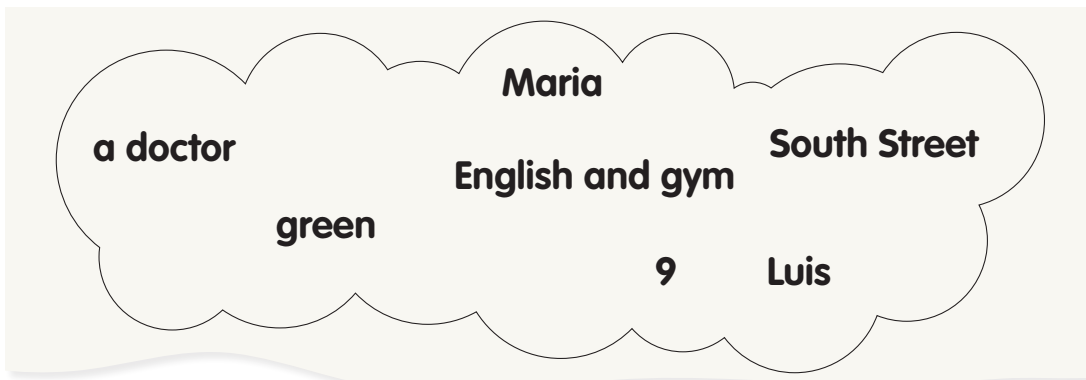 Maria
a doctor
South Street
English and gym
green
9
Luis